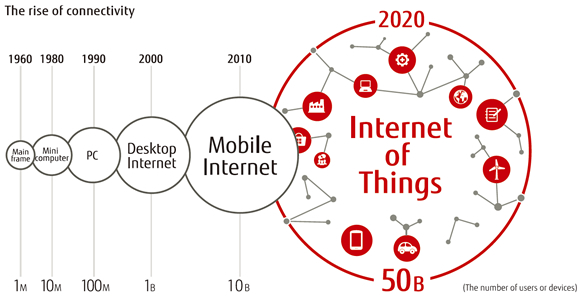 The rise of connectivity
1960
1980
1990
2000
2010
2020
Main
frame
Mini
computer
PC
Desktop
Internet
Mobile
Internet
Internet
of
Things
1M
10M
100M
1B
10B
50B
(The number of users or devices)